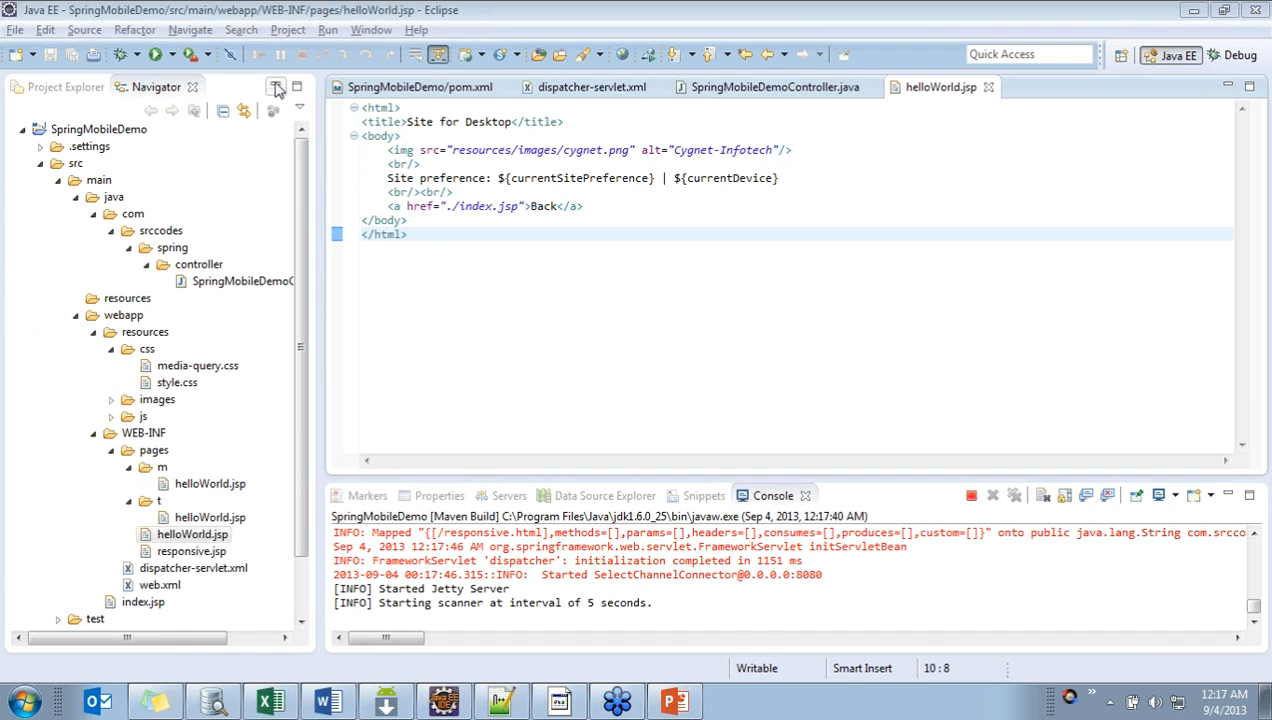 Java EE - SpringMobileDemo/src/main/webapp/WEB-INF/pages/helloWorld.jsp - Eclipse
File Edit Source Refactor Navigate Search Project Run Window Help
Quick Access Java EE Debug
Project Explorer Navigator
SpringMobileDemo
.settings
src
main
java
com
srccodes
spring
controller
SpringMobileDemoC
resources
webapp
resources
css
media-query.css
style.css
images
js
WEB-INF
pages
m
helloWorld.jsp
t
helloWorld.jsp
helloWorld.jsp
responsive.jsp
dispatcher-servlet.xml
web.xml
index.jsp
test
SpringMobileDemo/pom.xml dispatcher-servlet.xml SpringMobileDemoController.java helloWorld.jsp
<html>
<title>Site for Desktop</title>
<body>
<img src="resources/images/cygnet.png" alt="Cygnet-Infotech"/>
<br/>
Site preference: ${currentSitePreference} | ${currentDevice}
<br/><br/>
<a href="./index.jsp">Back</a>
</body>
</html>
Markers Properties Servers Data Source Explorer Snippets Console
SpringMobileDemo [Maven Build] C:\Program Files\Java\jdk1.6.0_25\bin\javaw.exe (Sep 4, 2013 12:17:40 AM)
INFO: Mapped "{[/responsive.html],methods=[],params=[],headers=[],consumes=[],produces=[],custom=[]}" onto public java.lang.String com.srcco
Sep 4, 2013 12:17:46 AM org.springframework.web.servlet.FrameworkServlet initServletBean
INFO: FrameworkServlet 'dispatcher': initialization completed in 1151 ms
2013-09-04 00:17:46.315::INFO:  Started SelectChannelConnector@0.0.0.0:8080
[INFO] Started Jetty Server
[INFO] Starting scanner at interval of 5 seconds.
Writable Smart Insert 10 : 8
12:17 AM
9/4/2013